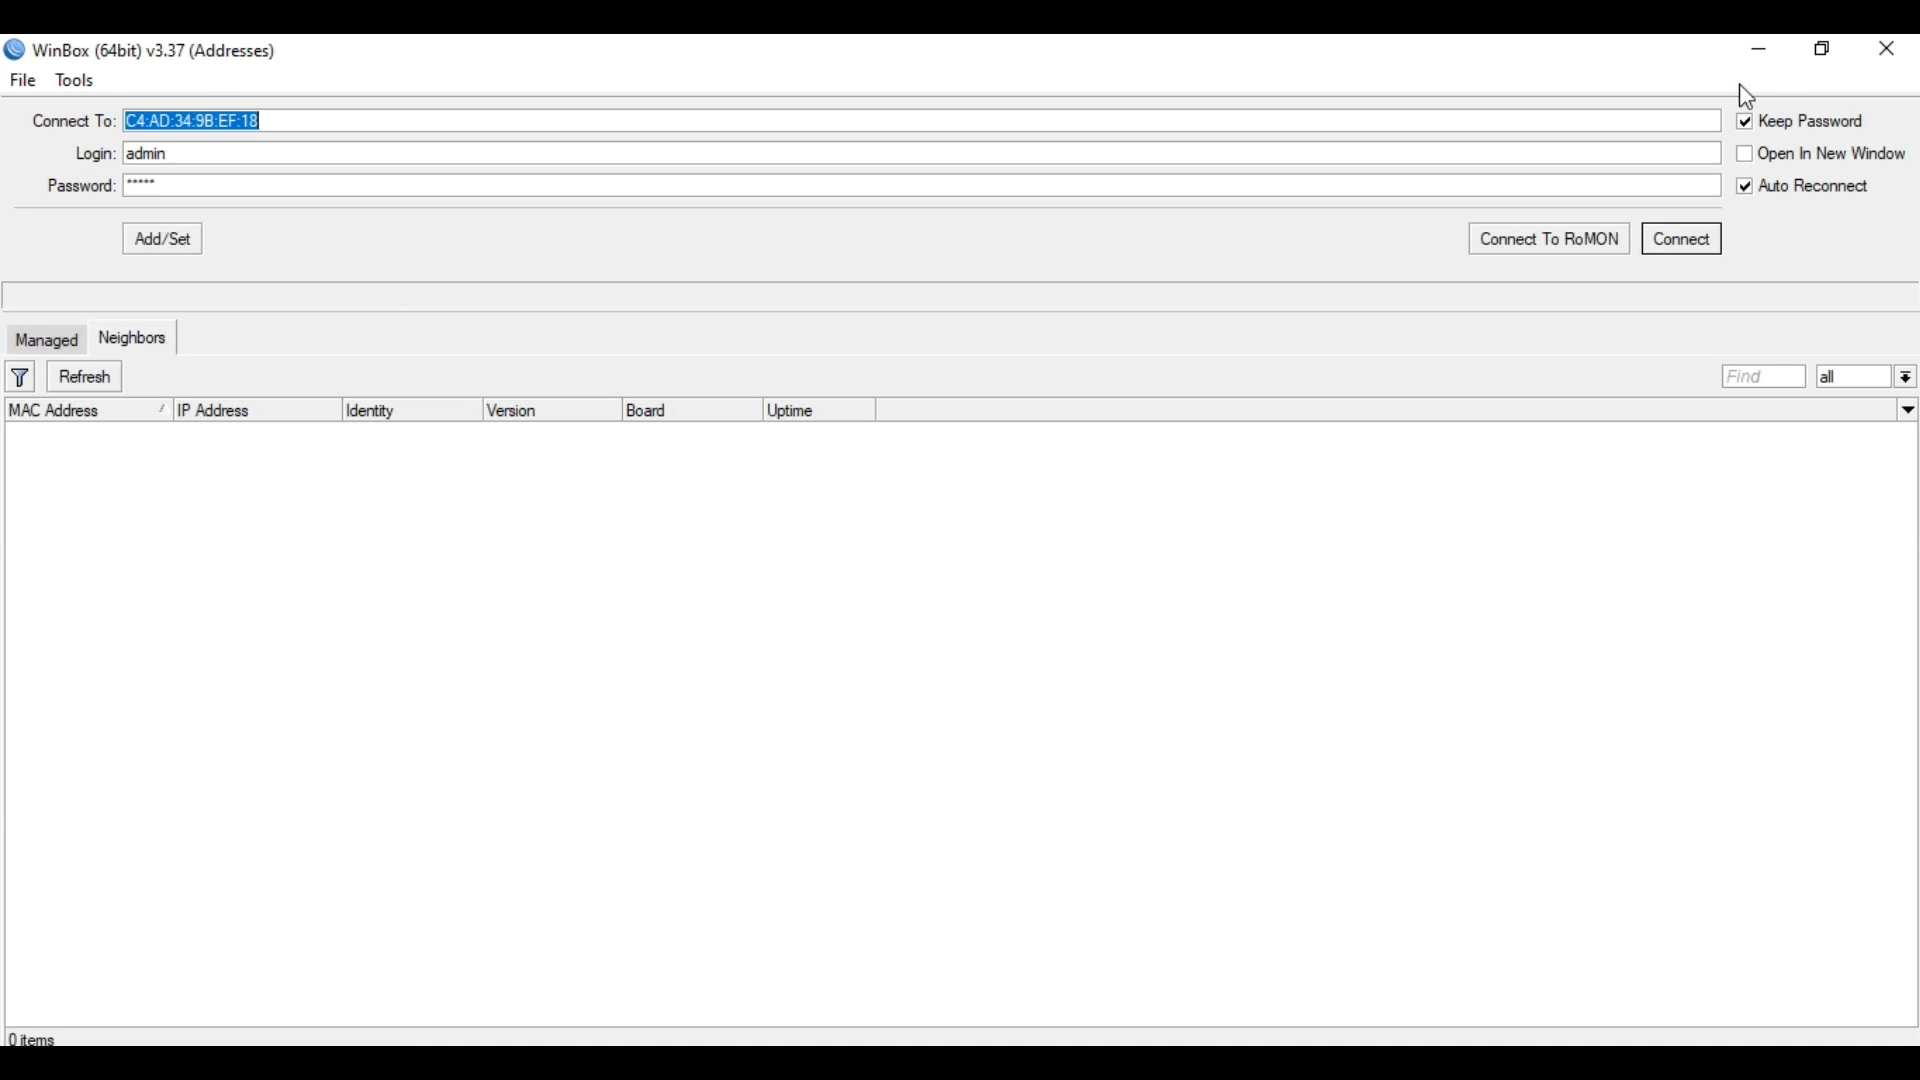 WinBox (64bit) v3.37 (Addresses)
File Tools
Connect To: C4:AD:34:9B:EF:18 Keep Password
Login: admin Open In New Window
Password: ***** Auto Reconnect
Add/Set Connect To RoMON Connect
Managed Neighbors
Refresh Find all
MAC Address IP Address Identity Version Board Uptime
0 items